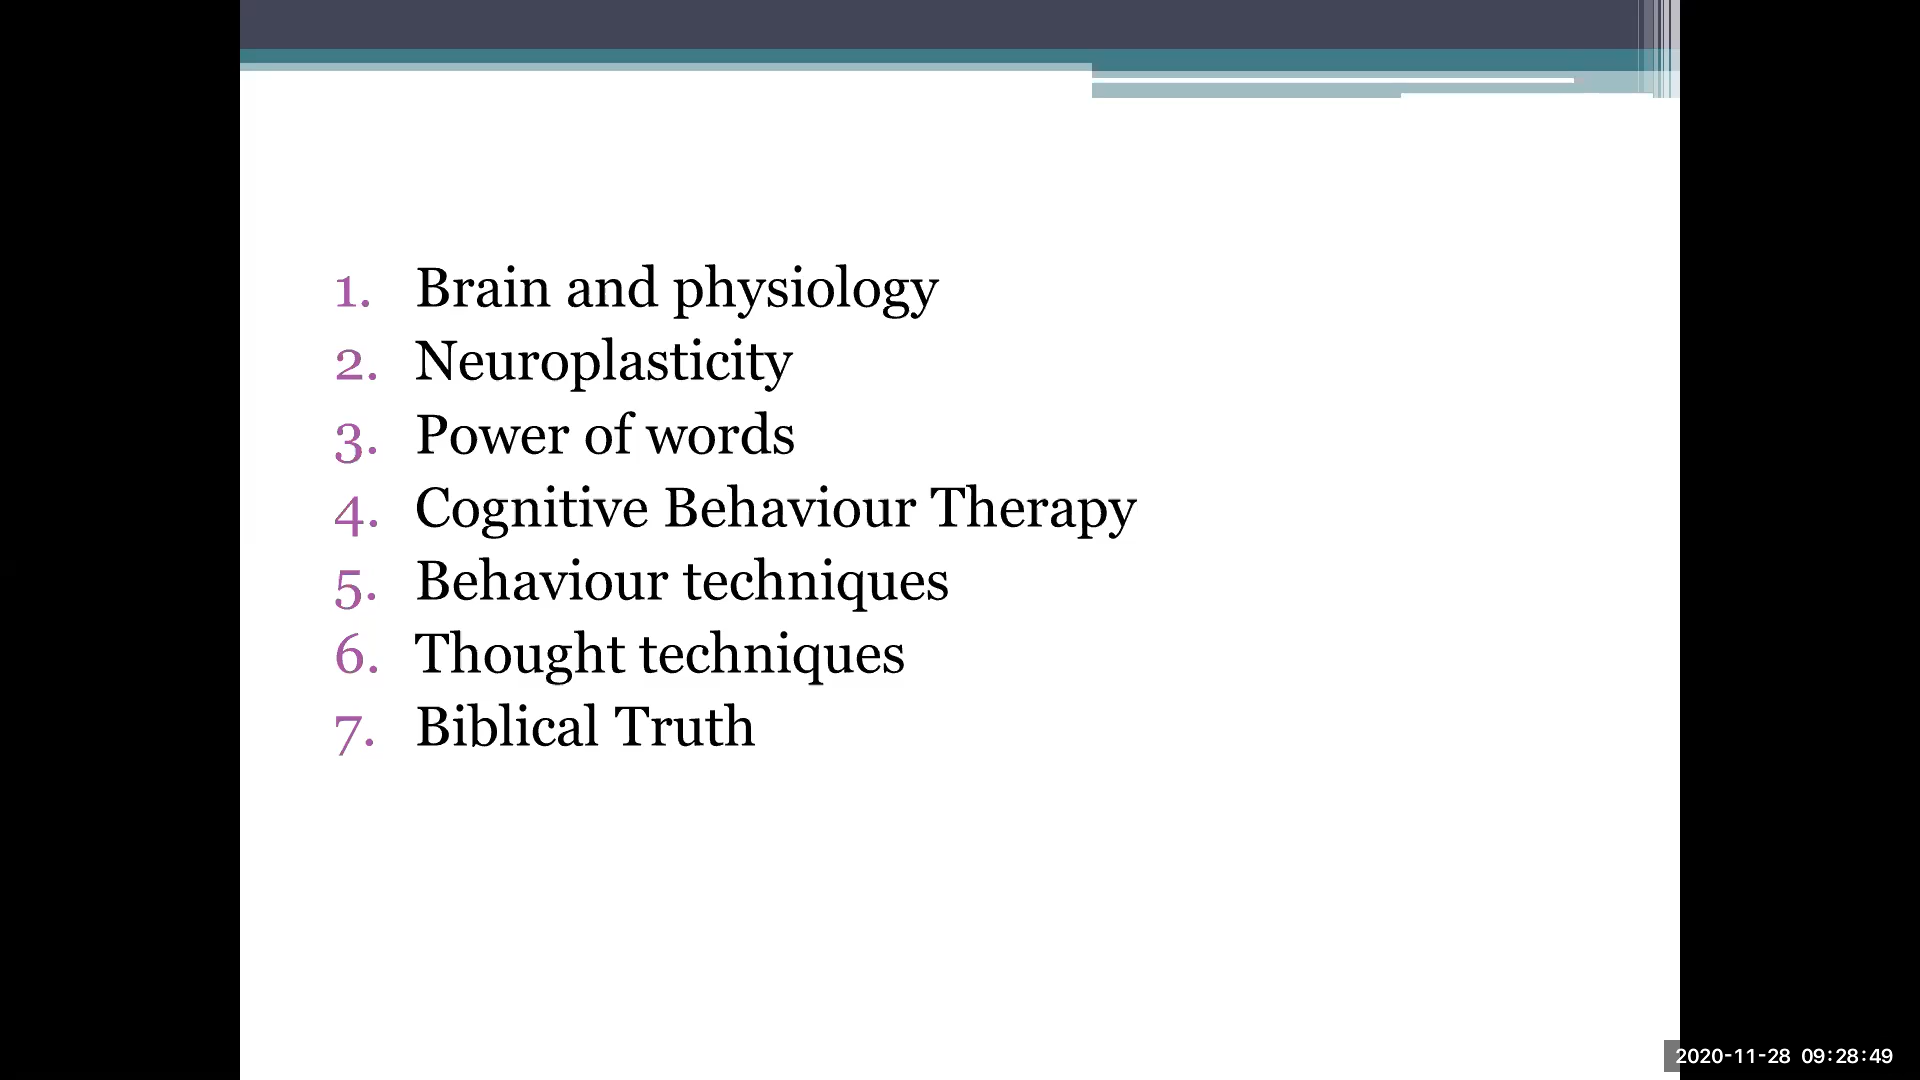 1. Brain and physiology
2. Neuroplasticity
3. Power of words
4. Cognitive Behaviour Therapy
5. Behaviour techniques
6. Thought techniques
7. Biblical Truth
2020-11-28 09:28:49